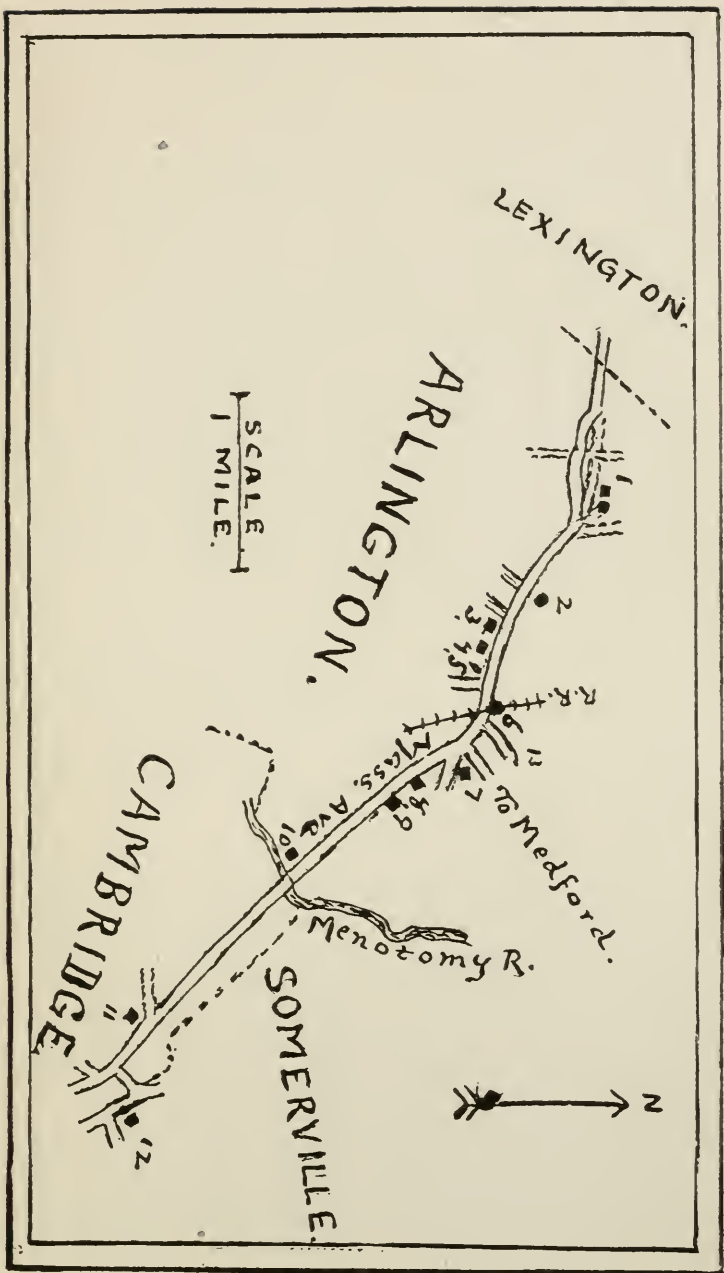 LEXINGTON.
ARLINGTON.
SCALE
1 MILE.
1
2
3.
4.
5.
R.R.
6
7
To Medford.
Mass. Ave
8
9
10
Menotomy R.
CAMBRIDGE
SOMERVILLE.
11
12
N